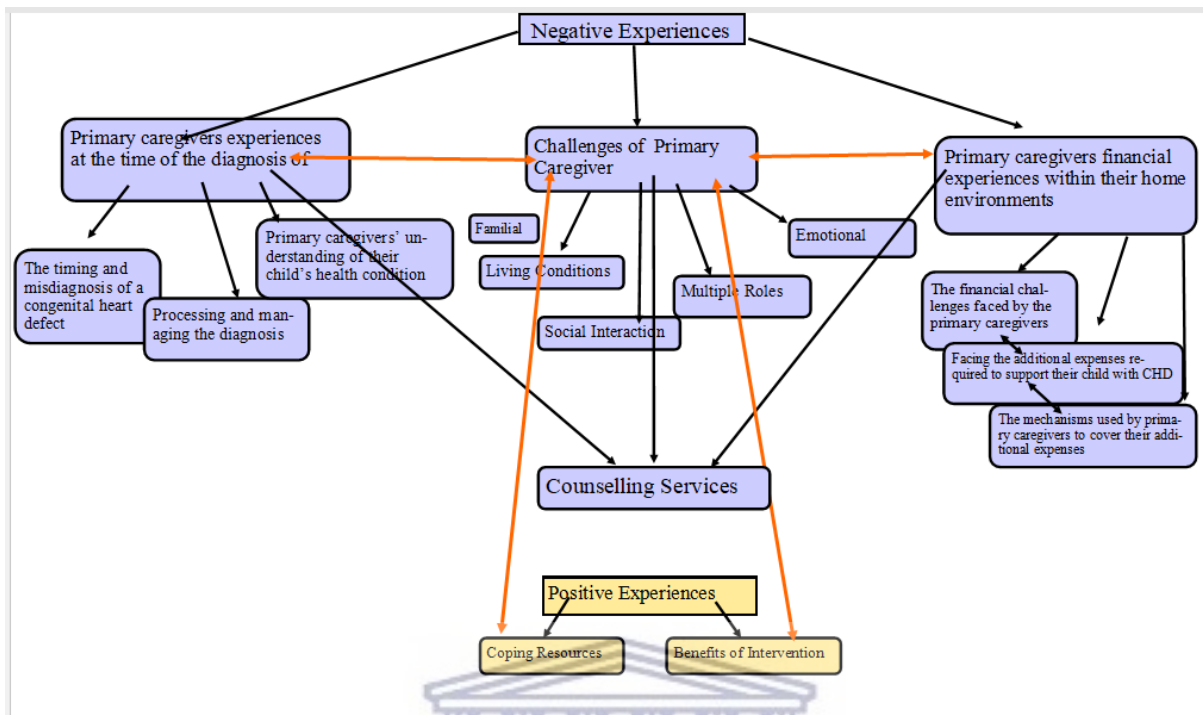 Negative Experiences
Primary caregivers experiences
at the time of the diagnosis of
Challenges of Primary
Caregiver
Primary caregivers financial
experiences within their home
environments
The timing and
misdiagnosis of a
congenital heart
defect
Processing and man-
aging the diagnosis
Primary caregivers’ un-
derstanding of their
child’s health condition
Familial
Living Conditions
Social Interaction
Multiple Roles
Emotional
The financial chal-
lenges faced by the
primary caregivers
Facing the additional expenses re-
quired to support their child with CHD
The mechanisms used by prima-
ry caregivers to cover their addi-
tional expenses
Counselling Services
Positive Experiences
Coping Resources
Benefits of Intervention